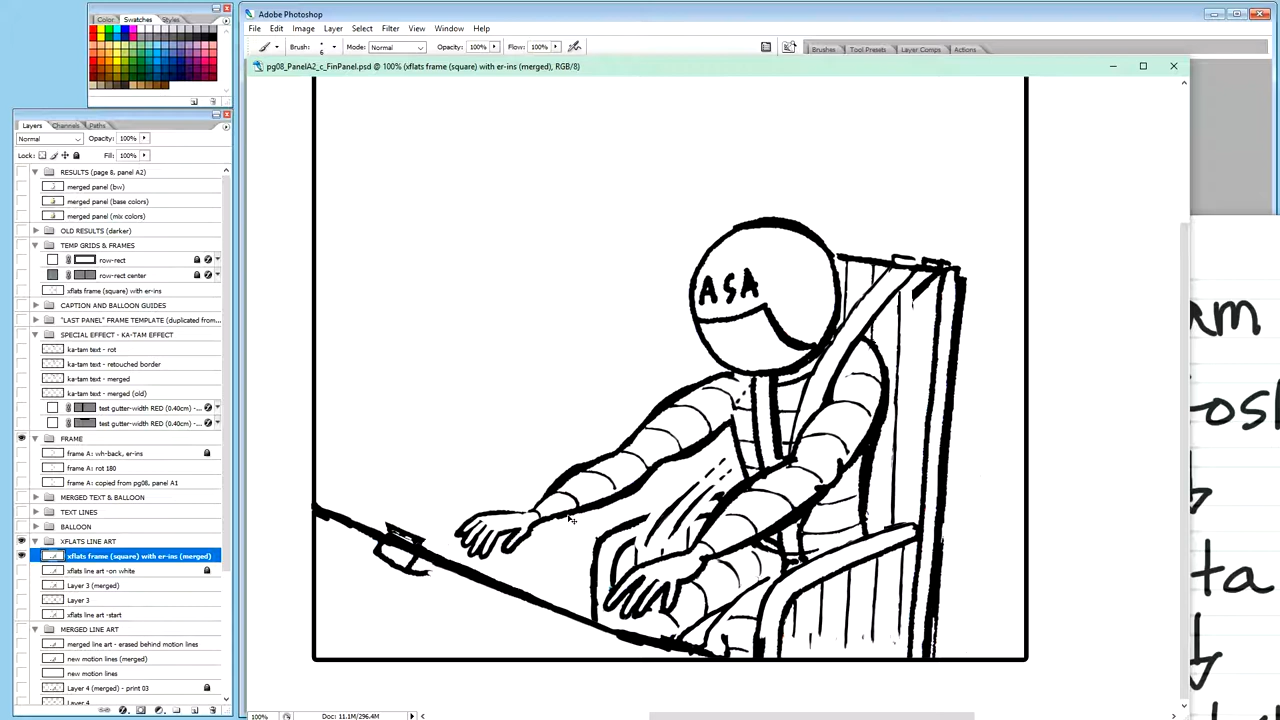 Color Swatches Styles
Adobe Photoshop
File Edit Image Layer Select Filter View Window Help
Brush: 6 Mode: Normal Opacity: 100% Flow: 100%
Brushes Tool Presets Layer Comps Actions
pg08_PanelA2_c_FinPanel.psd @ 100% (xflats frame (square) with er-ins (merged), RGB/8)
Layers Channels Paths
Normal Opacity: 100%
Lock: Fill: 100%
RESULTS (page 8, panel A2)
merged panel (bw)
merged panel (base colors)
merged panel (mix colors)
OLD RESULTS (darker)
TEMP GRIDS & FRAMES
row-rect
row-rect center
xflats frame (square) with er-ins
CAPTION AND BALLOON GUIDES
"LAST PANEL" FRAME TEMPLATE (duplicated from...
SPECIAL EFFECT - KA-TAM EFFECT
ka-tam text - rot
ka-tam text - retouched border
ka-tam text - merged
ka-tam text - merged (old)
test gutter-width RED (0.40cm) -...
test gutter-width RED (0.40cm) -...
FRAME
frame A: wh-back, er-ins
frame A: rot 180
frame A: copied from pg08, panel A1
MERGED TEXT & BALLOON
TEXT LINES
BALLOON
XFLATS LINE ART
xflats frame (square) with er-ins (merged)
xflats line art -on white
Layer 3 (merged)
Layer 3
xflats line art -start
MERGED LINE ART
merged line art - erased behind motion lines
new motion lines (merged)
new motion lines
Layer 4 (merged) - print 03
Layer 4
ASA
100% Doc: 11.1M/296.4M